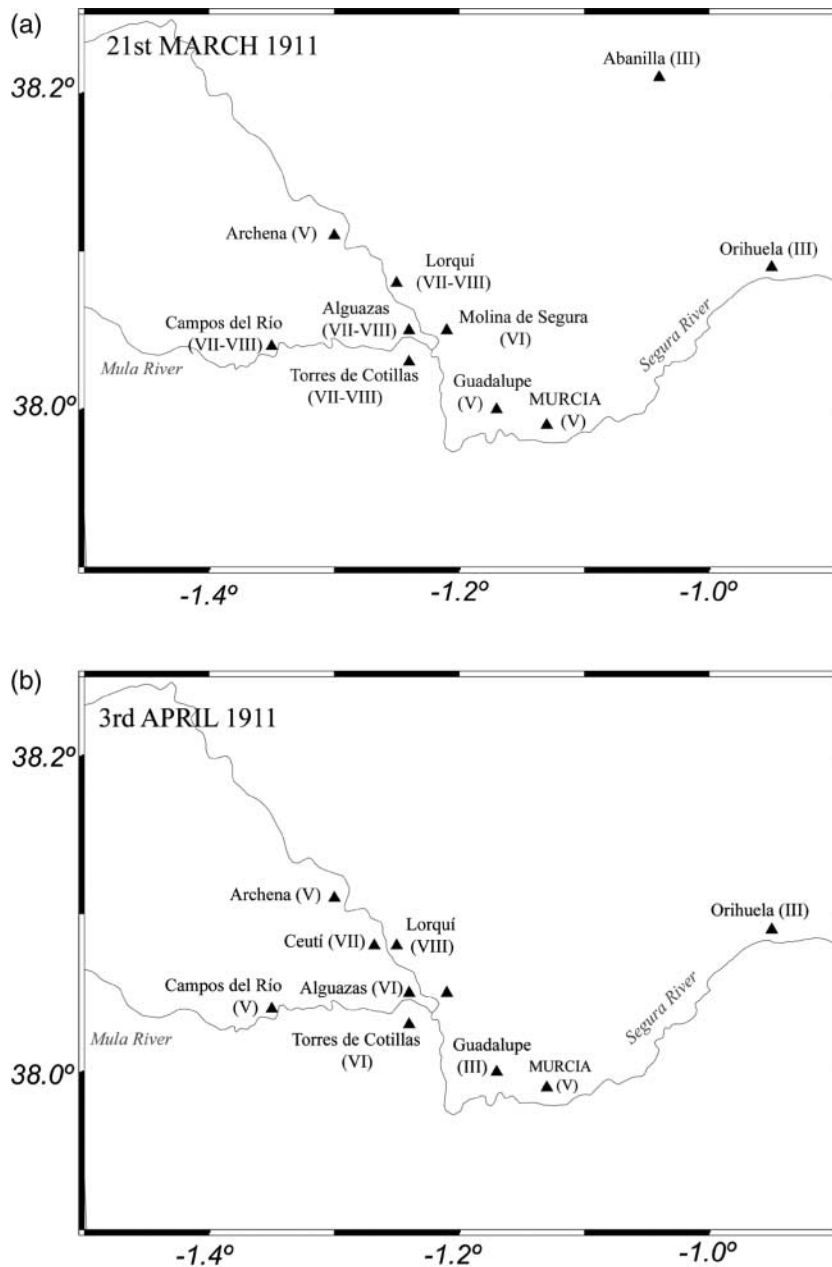 (a)
21st MARCH 1911
Abanilla (III)
38.2º
Archena (V)
Orihuela (III)
Lorquí
(VII-VIII)
Campos del Río
(VII-VIII)
Alguazas
(VII-VIII)
Molina de Segura
(VI)
Segura River
Mula River
Torres de Cotillas
(VII-VIII)
Guadalupe
(V)
MURCIA
(V)
38.0º
-1.4º
-1.2º
-1.0º
(b)
3rd APRIL 1911
38.2º
Archena (V)
Orihuela (III)
Ceutí (VII)
Lorquí
(VIII)
Campos del Río
(V)
Alguazas (VI)
Segura River
Mula River
Torres de Cotillas
(VI)
Guadalupe
(III)
MURCIA
(V)
38.0º
-1.4º
-1.2º
-1.0º